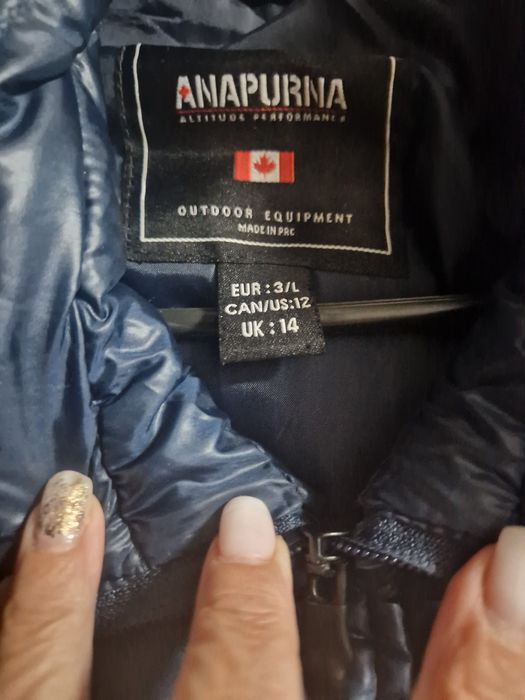 ANAPURNA
ALTITUDE PERFORMANCE
OUTDOOR EQUIPMENT
MADE IN PRC
EUR : 3/L
CAN/US:12
UK : 14